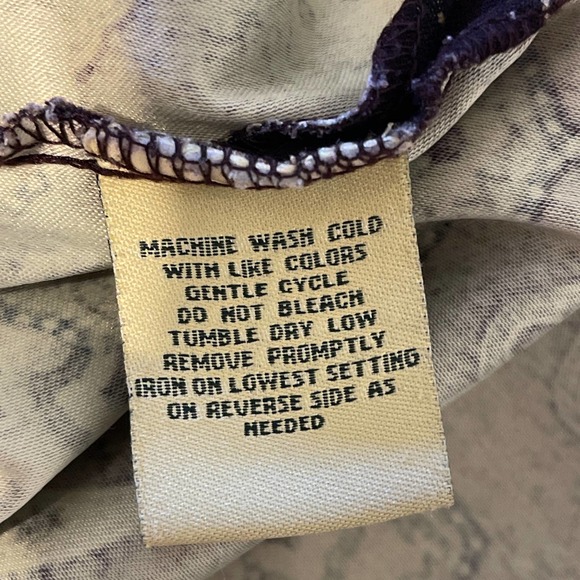 MACHINE WASH COLD
WITH LIKE COLORS
GENTLE CYCLE
DO NOT BLEACH
TUMBLE DRY LOW
REMOVE PROMPTLY
IRON ON LOWEST SETTING
ON REVERSE SIDE AS
NEEDED